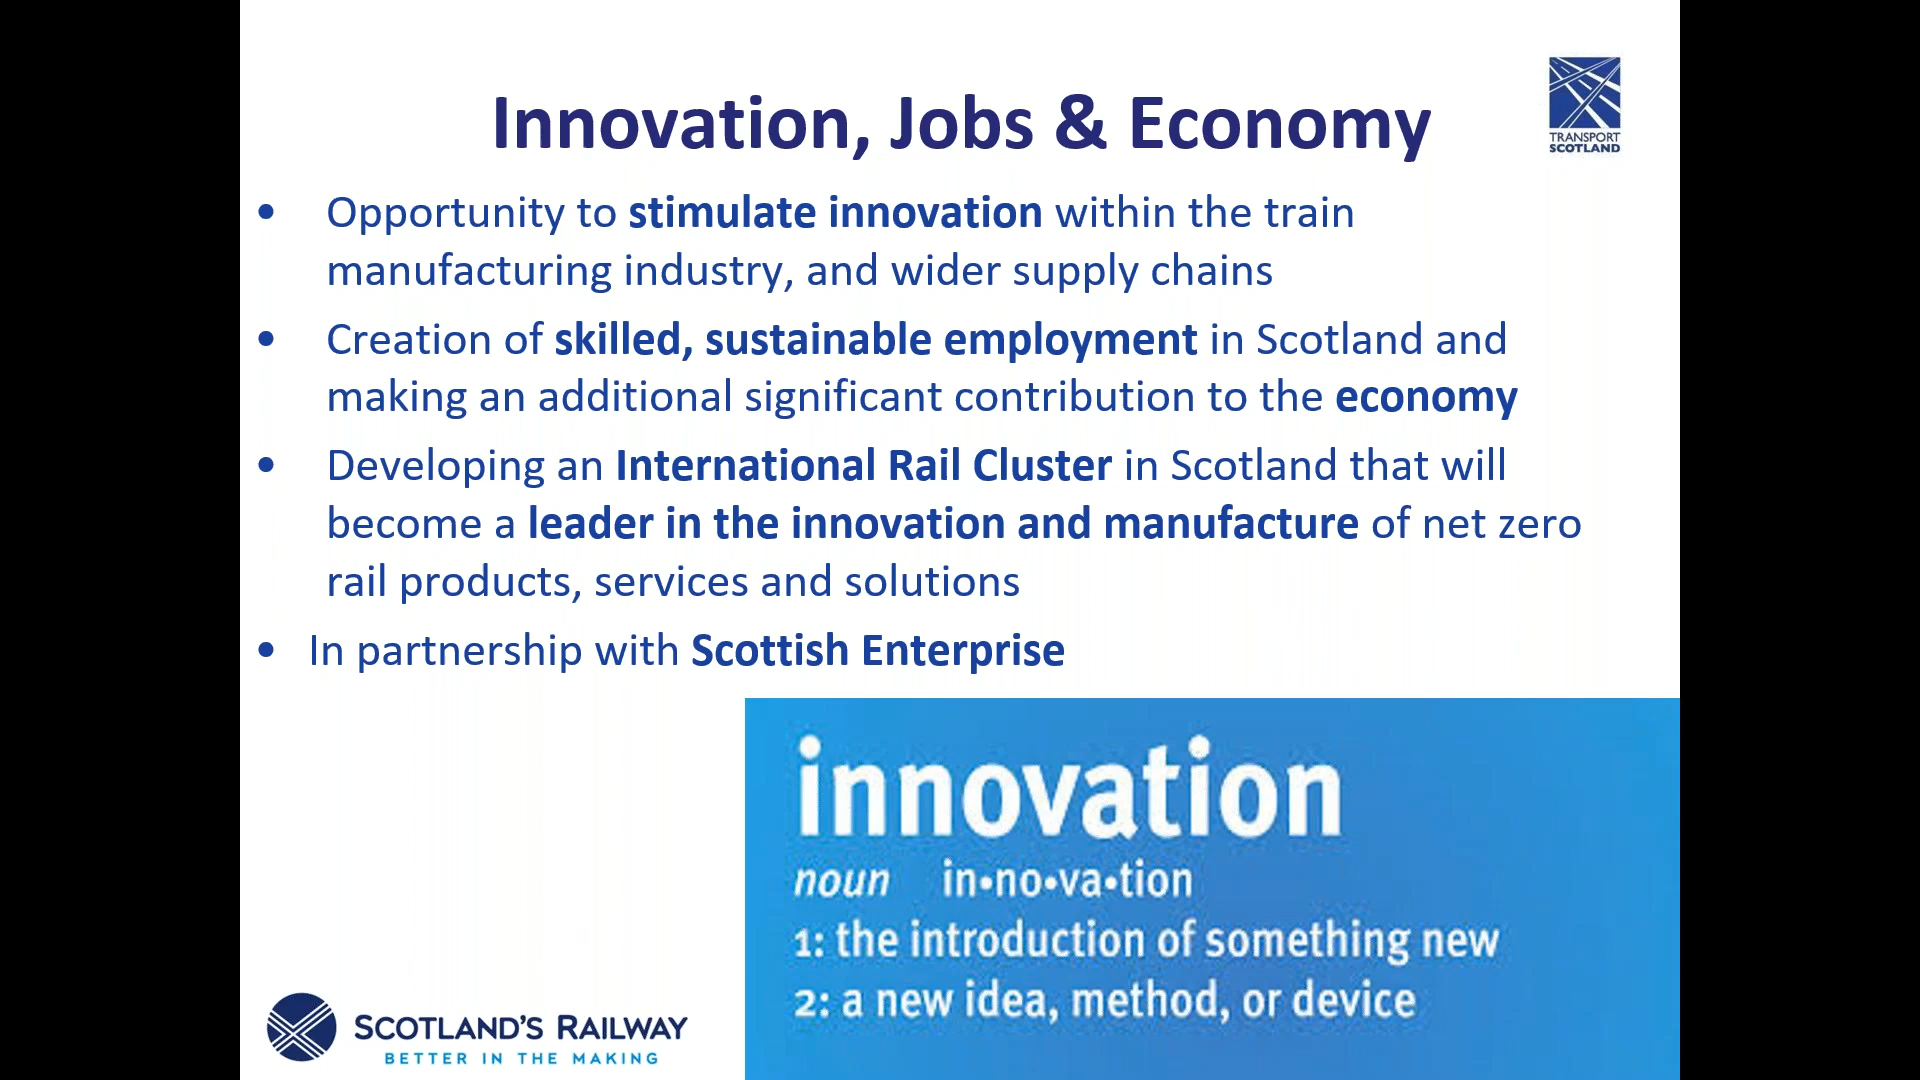 Innovation, Jobs & Economy
TRANSPORT
SCOTLAND
• Opportunity to stimulate innovation within the train
manufacturing industry, and wider supply chains
• Creation of skilled, sustainable employment in Scotland and
making an additional significant contribution to the economy
• Developing an International Rail Cluster in Scotland that will
become a leader in the innovation and manufacture of net zero
rail products, services and solutions
• In partnership with Scottish Enterprise
innovation
noun in•no•va•tion
1: the introduction of something new
2: a new idea, method, or device
SCOTLAND'S RAILWAY
BETTER IN THE MAKING